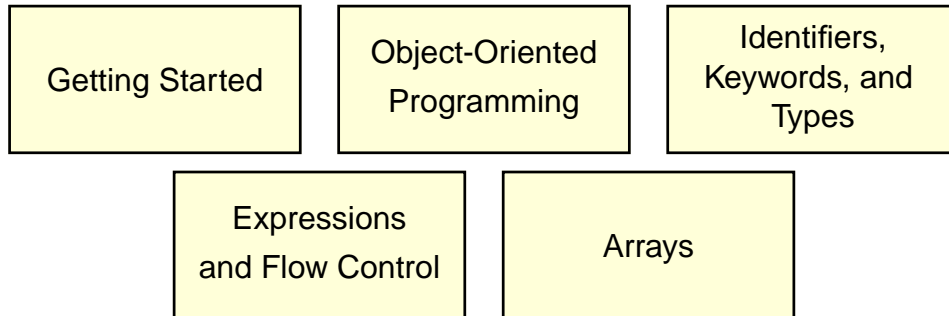 Getting Started
Object-Oriented
Programming
Identifiers,
Keywords, and
Types
Expressions
and Flow Control
Arrays